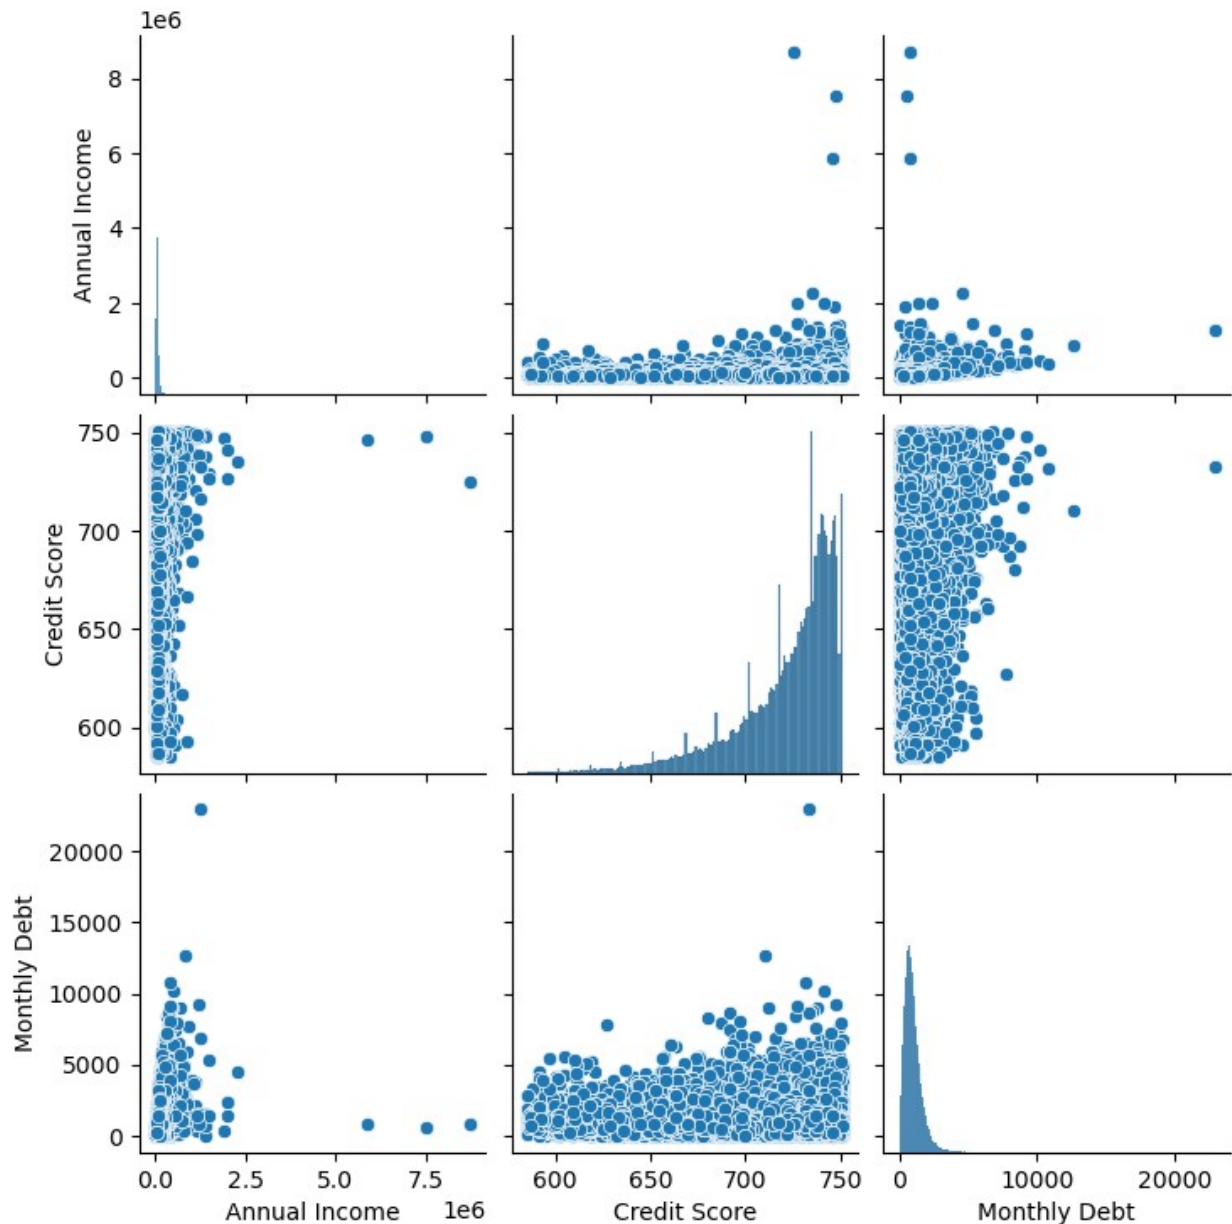 1e6
8
6
4
2
0
Annual Income
750
700
650
600
Credit Score
20000
15000
10000
5000
0
Monthly Debt
0.0 2.5 5.0 7.5
1e6
Annual Income
600 650 700 750
Credit Score
0 10000 20000
Monthly Debt